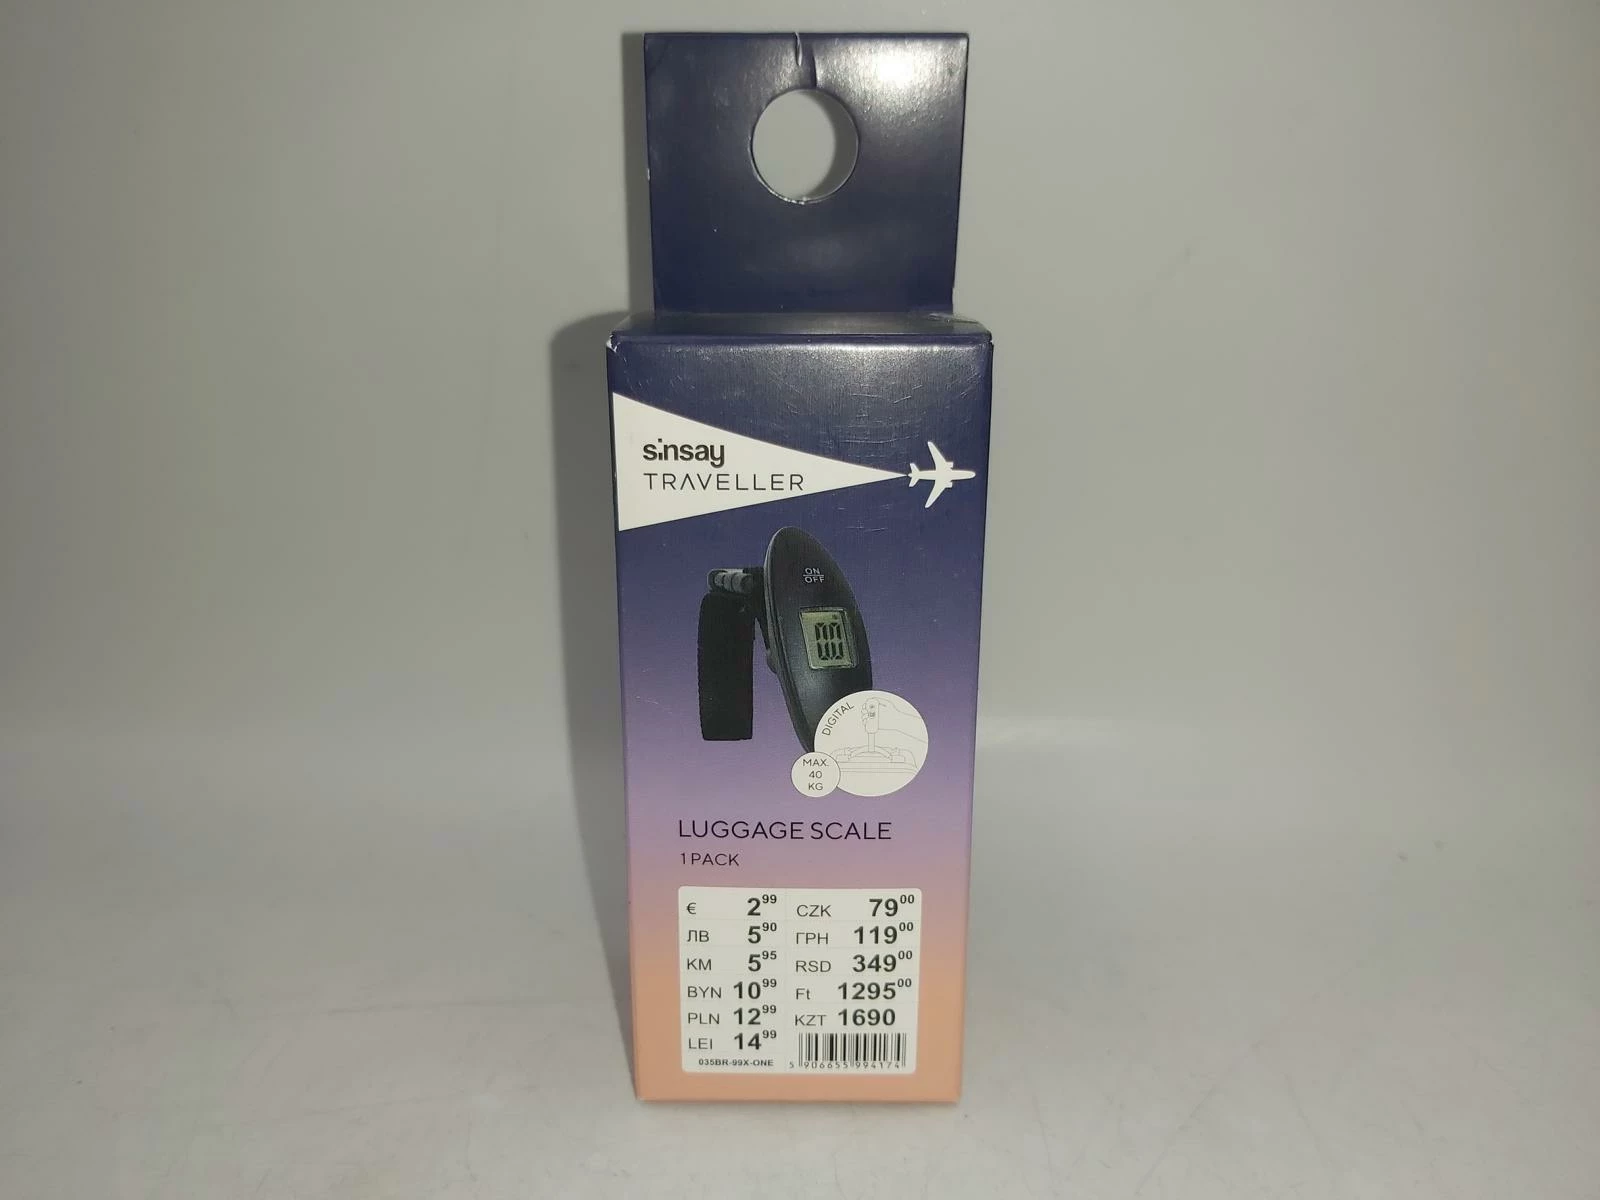 sinsay
TRAVELLER
ON
OFF
0.0
DIGITAL
MAX.
40
KG
LUGGAGE SCALE
1 PACK
€ 2⁹⁹ CZK 79⁰⁰
ЛВ 5⁹⁰ ГРН 119⁰⁰
KM 5⁹⁵ RSD 349⁰⁰
BYN 10⁹⁹ Ft 1295⁰⁰
PLN 12⁹⁹ KZT 1690
LEI 14⁹⁹
035BR-99X-ONE 5 906655 994174